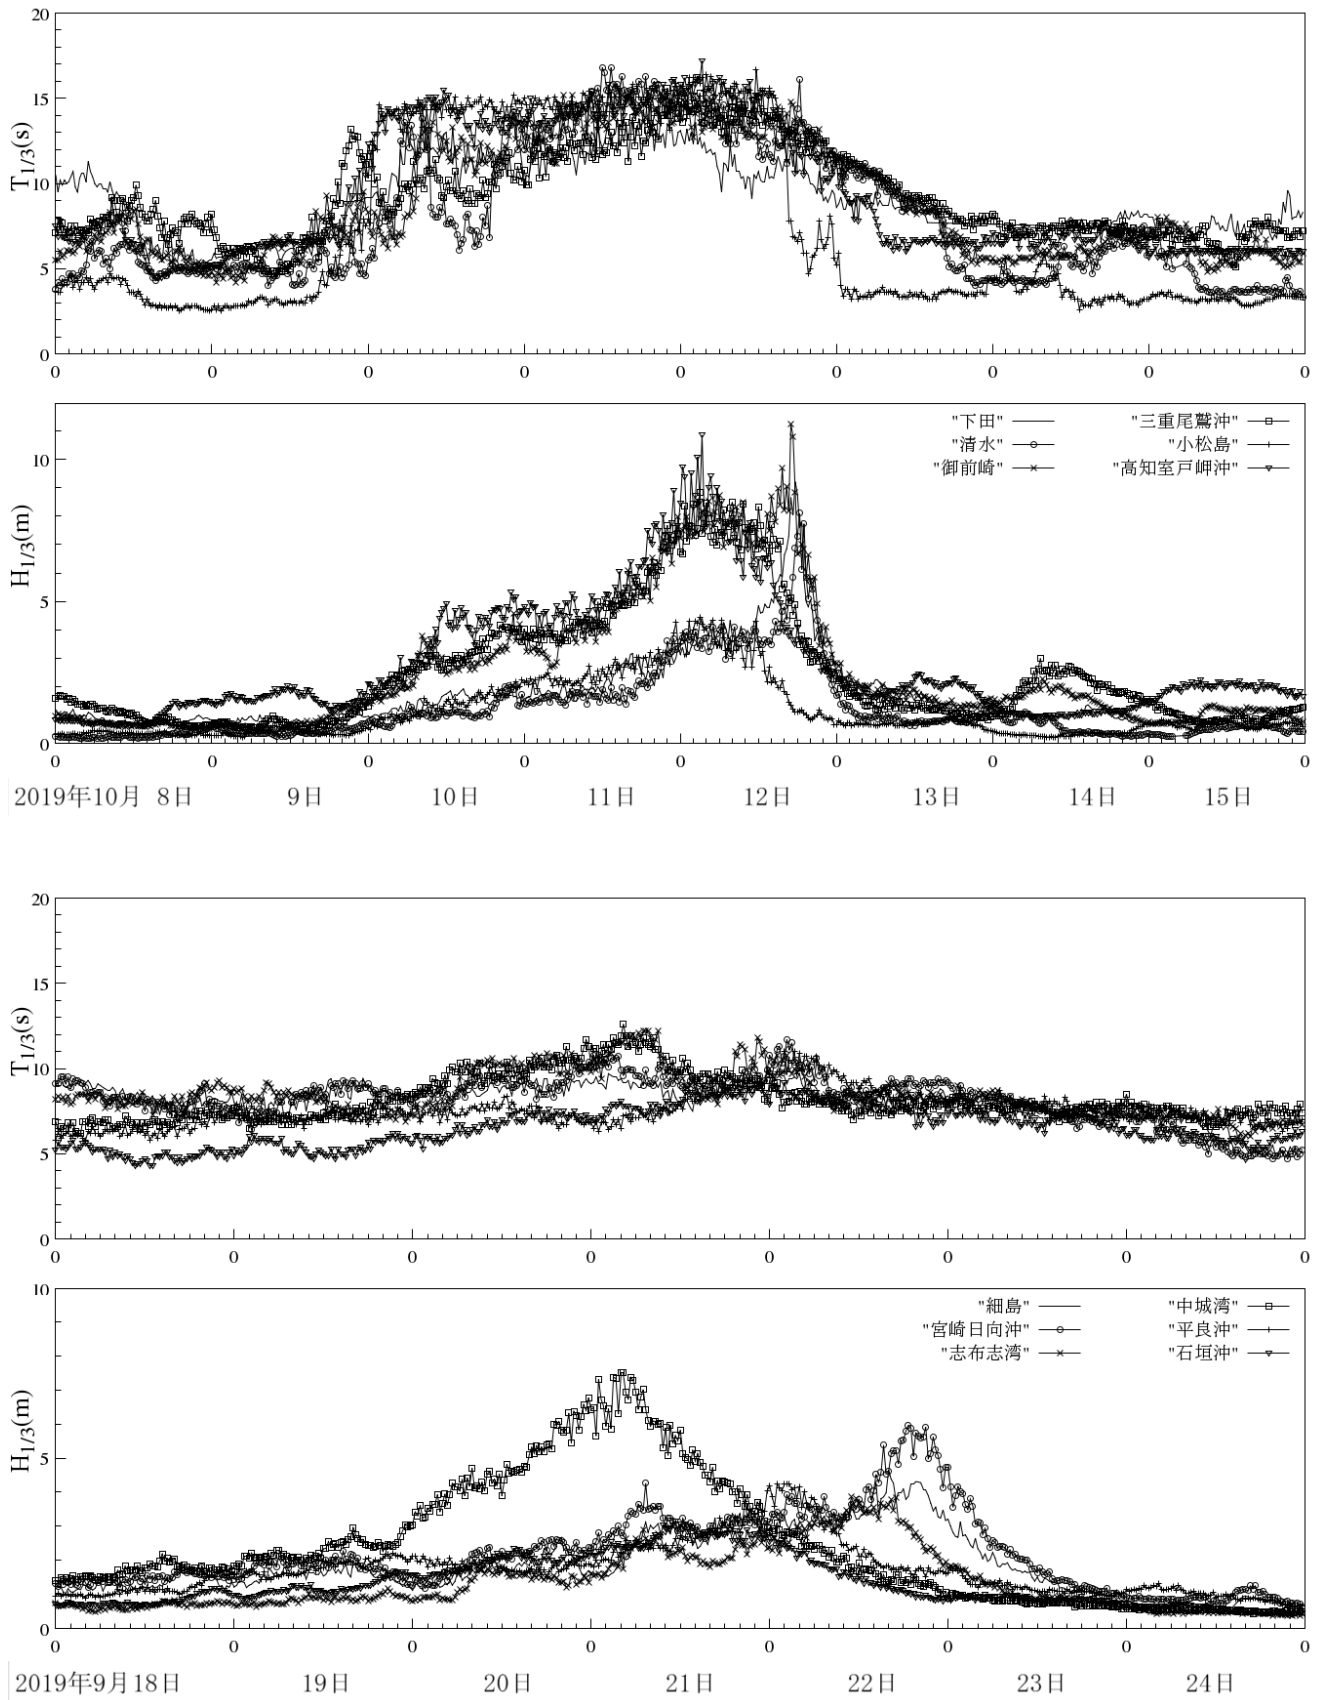 20
15
10
5
0
T1/3(s)
0 0 0 0 0 0 0 0 0
10
5
0
H1/3(m)
"下田" "三重尾鷲沖"
"清水" "小松島"
"御前崎" "高知室戸岬沖"
0 0 0 0 0 0 0 0 0
2019年10月 8日 9日 10日 11日 12日 13日 14日 15日
20
15
10
5
0
T1/3(s)
0 0 0 0 0 0 0 0
10
5
0
H1/3(m)
"細島" "中城湾"
"宮崎日向沖" "平良沖"
"志布志湾" "石垣沖"
0 0 0 0 0 0 0 0
2019年9月18日 19日 20日 21日 22日 23日 24日